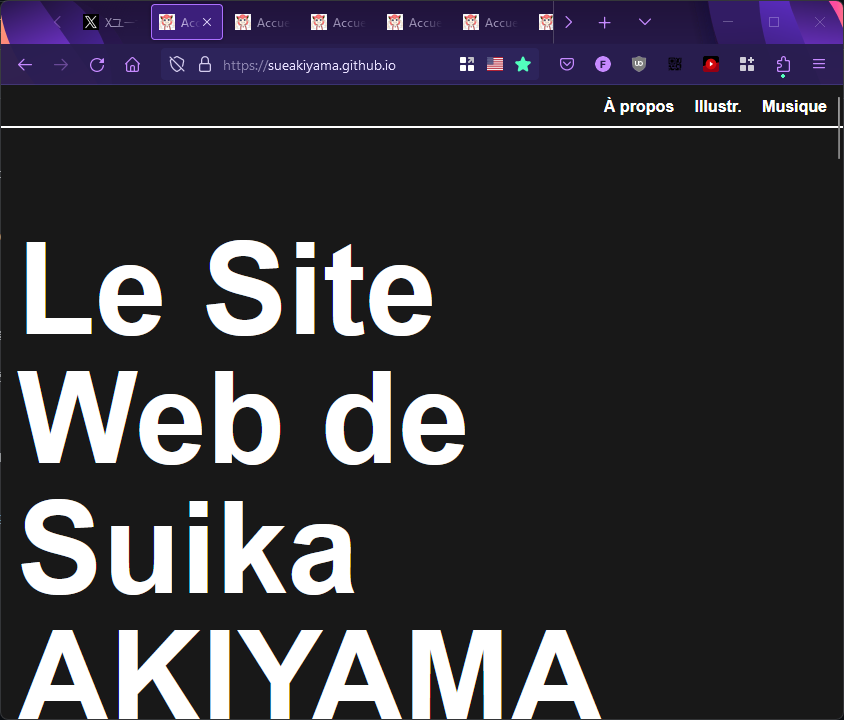 Xユー
Acc
Accue
Accue
Accue
Accue
https://sueakiyama.github.io
F
UD
À propos
Illustr.
Musique
Le Site
Web de
Suika
AKIYAMA